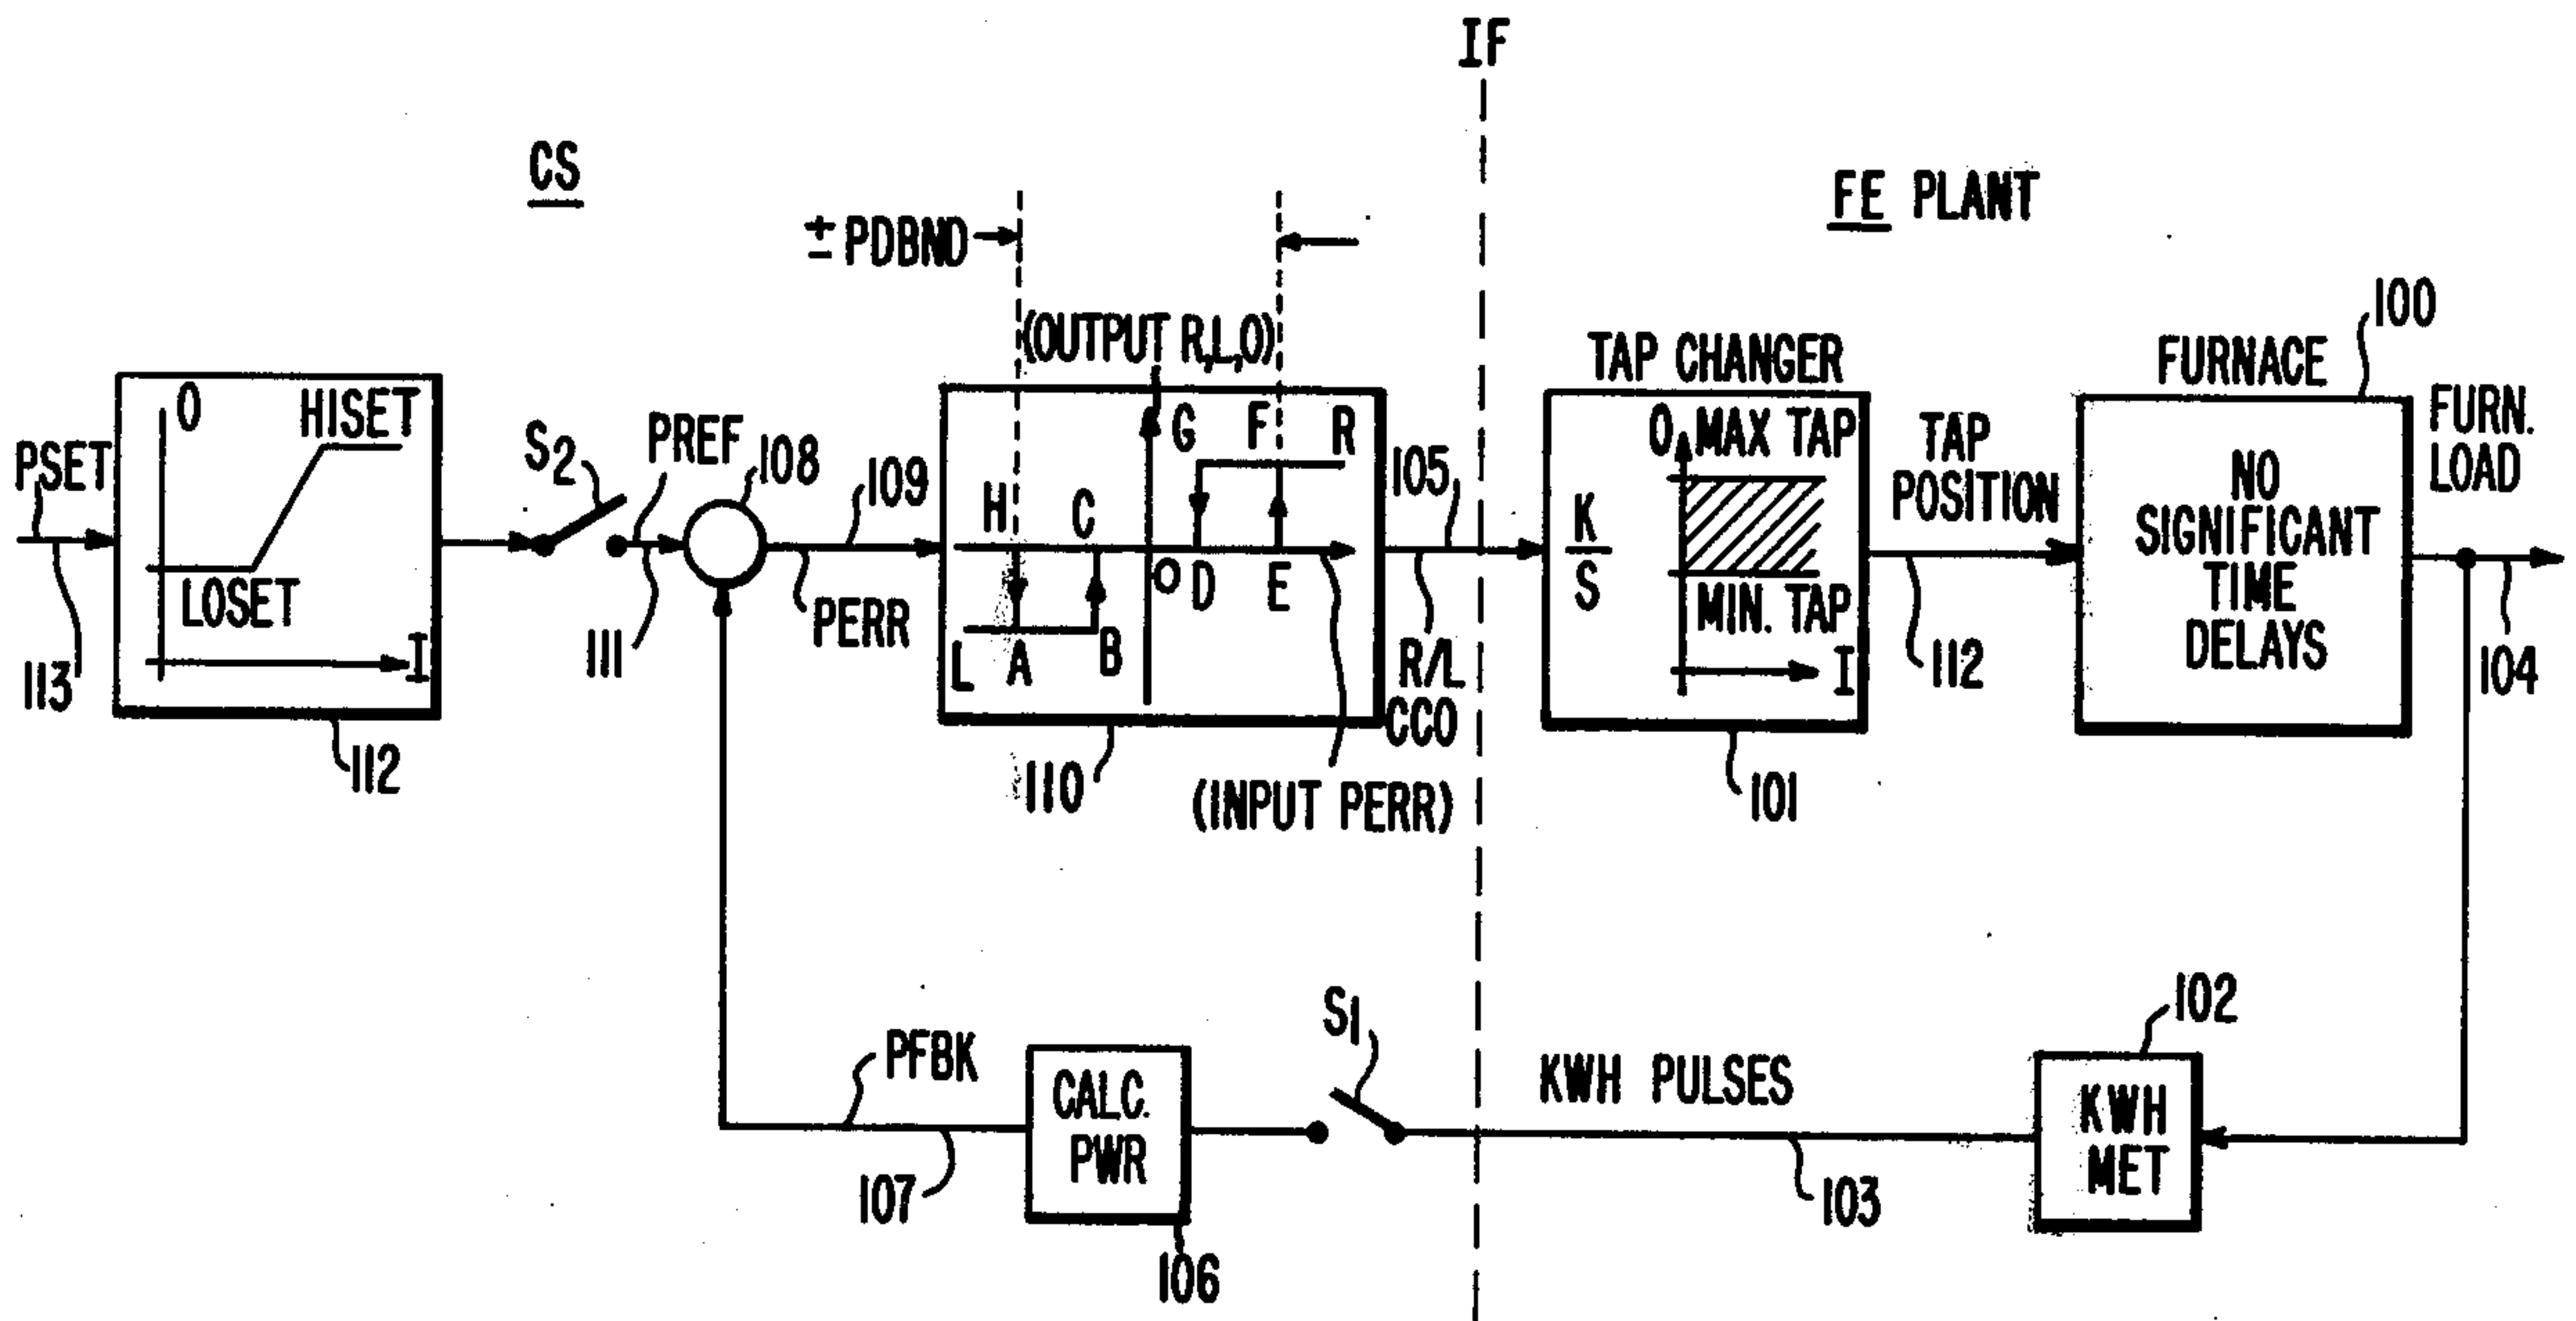 IF
CS
FE PLANT
± PDBND
(OUTPUT R,L,O)
100
TAP CHANGER
FURNACE
FURN.
LOAD
PSET
O
HISET
LOSET
I
113
112
S2
PREF
108
109
111
PERR
H
C
G
F
R
O
D
E
L
A
B
110
(INPUT PERR)
105
R/L
CCO
K
S
O
MAX TAP
MIN. TAP
I
101
TAP
POSITION
112
NO
SIGNIFICANT
TIME
DELAYS
104
PFBK
107
CALC.
PWR
106
S1
KWH PULSES
103
102
KWH
MET